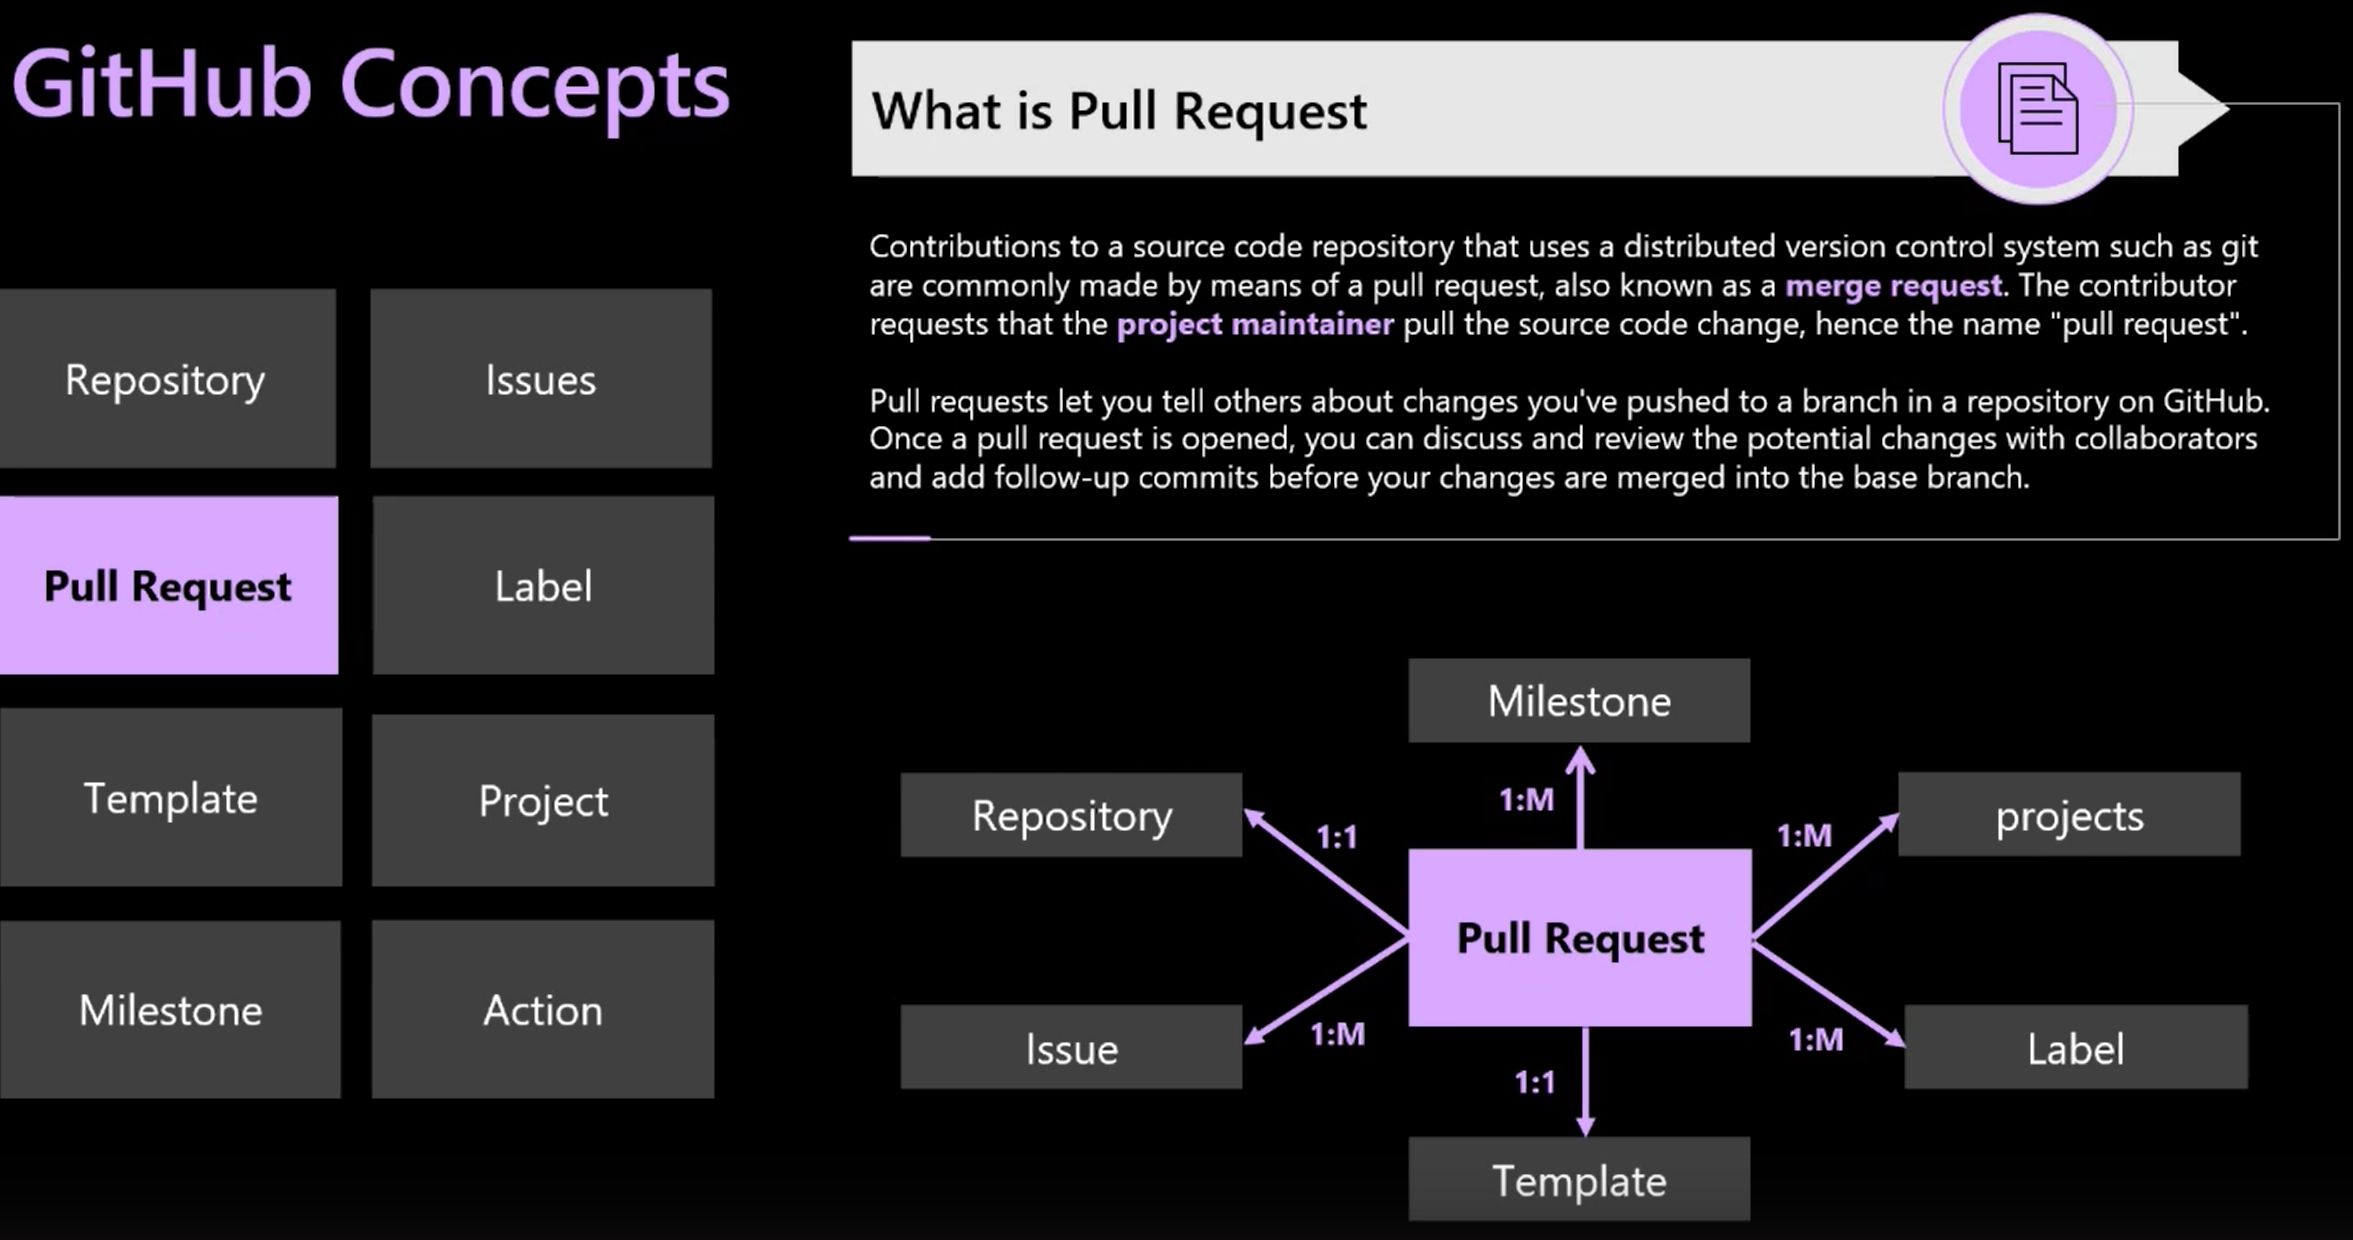 GitHub Concepts
Repository
Issues
Pull Request
Label
Template
Project
Milestone
Action
What is Pull Request
Contributions to a source code repository that uses a distributed version control system such as git
are commonly made by means of a pull request, also known as a merge request. The contributor
requests that the project maintainer pull the source code change, hence the name "pull request".
Pull requests let you tell others about changes you've pushed to a branch in a repository on GitHub.
Once a pull request is opened, you can discuss and review the potential changes with collaborators
and add follow-up commits before your changes are merged into the base branch.
Milestone
Repository
1:1
1:M
1:M
projects
Pull Request
Issue
1:M
1:1
1:M
Label
Template